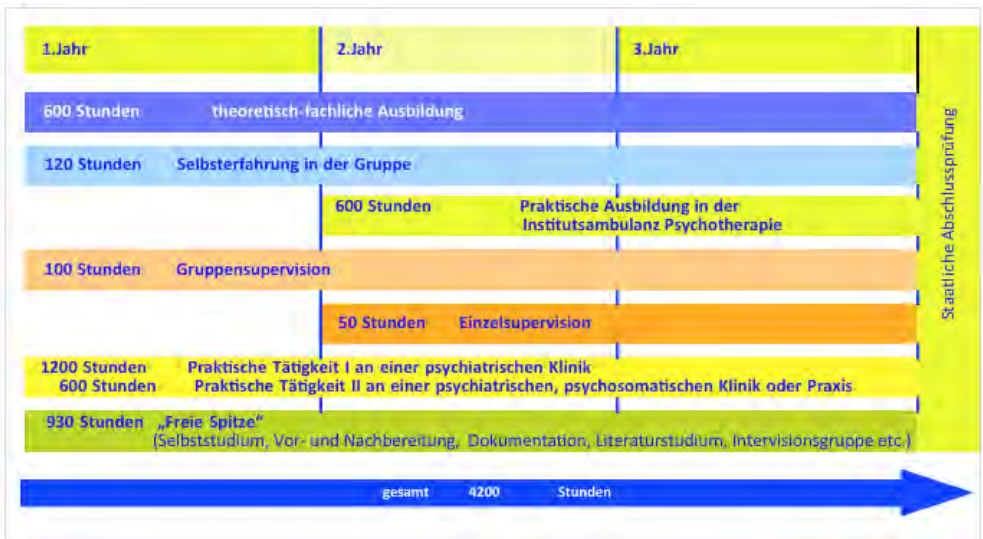 1.Jahr 2.Jahr 3.Jahr
600 Stunden theoretisch-fachliche Ausbildung
120 Stunden Selbsterfahrung in der Gruppe
600 Stunden Praktische Ausbildung in der
Institutsambulanz Psychotherapie
100 Stunden Gruppensupervision
50 Stunden Einzelsupervision
1200 Stunden Praktische Tätigkeit I an einer psychiatrischen Klinik
600 Stunden Praktische Tätigkeit II an einer psychiatrischen, psychosomatischen Klinik oder Praxis
930 Stunden „Freie Spitze“
(Selbststudium, Vor- und Nachbereitung, Dokumentation, Literaturstudium, Intervisionsgruppe etc.)
gesamt 4200 Stunden
Staatliche Abschlussprüfung